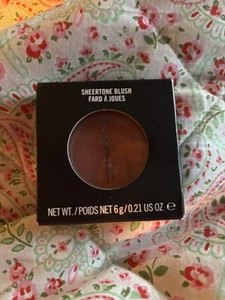 SHEERTONE BLUSH
FARD À JOUES
NET WT./POIDS NET 6g/0.21 US OZ ℮